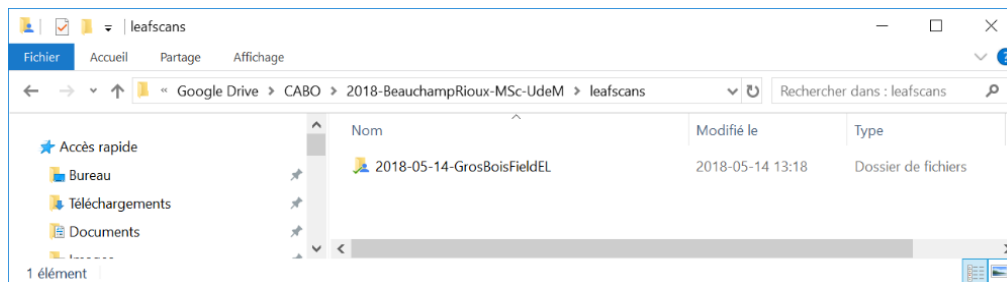 leafscans
Fichier Accueil Partage Affichage
« Google Drive > CABO > 2018-BeauchampRioux-MSc-UdeM > leafscans Rechercher dans : leafscans
Nom Modifié le Type
Accès rapide
2018-05-14-GrosBoisFieldEL 2018-05-14 13:18 Dossier de fichiers
Bureau
Téléchargements
Documents
1 élément